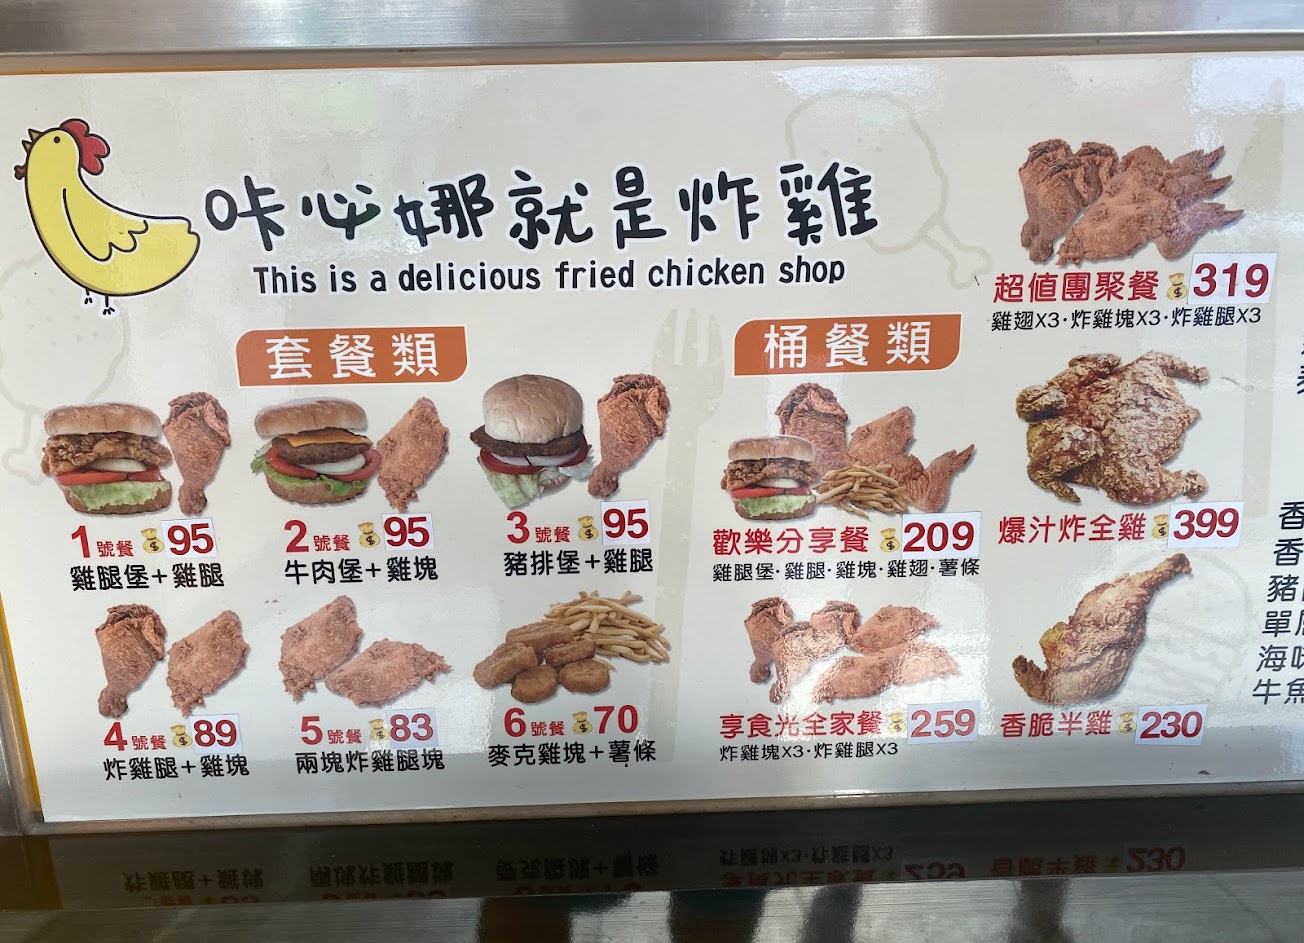 咔必娜就是炸雞
This is a delicious fried chicken shop
套餐類
1號餐 95
雞腿堡+雞腿
2號餐 95
牛肉堡+雞塊
3號餐 95
豬排堡+雞腿
4號餐 89
炸雞腿+雞塊
5號餐 83
兩塊炸雞腿塊
6號餐 70
麥克雞塊+薯條
桶餐類
歡樂分享餐 209
雞腿堡·雞腿·雞塊·雞翅·薯條
享食光全家餐 259
炸雞塊X3·炸雞腿X3
超值團聚餐 319
雞翅X3·炸雞塊X3·炸雞腿X3
爆汁炸全雞 399
香脆半雞 230
香
香
豬
單
海
牛